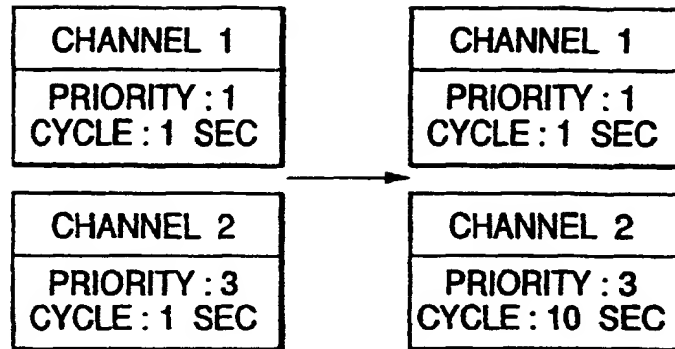 CHANNEL 1
PRIORITY : 1
CYCLE : 1 SEC
CHANNEL 2
PRIORITY : 3
CYCLE : 1 SEC
CHANNEL 1
PRIORITY : 1
CYCLE : 1 SEC
CHANNEL 2
PRIORITY : 3
CYCLE : 10 SEC